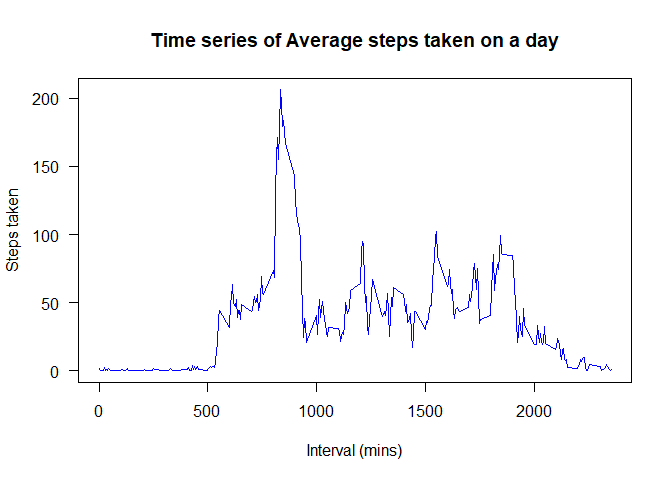 Time series of Average steps taken on a day
Steps taken
200
150
100
50
0
0 500 1000 1500 2000
Interval (mins)